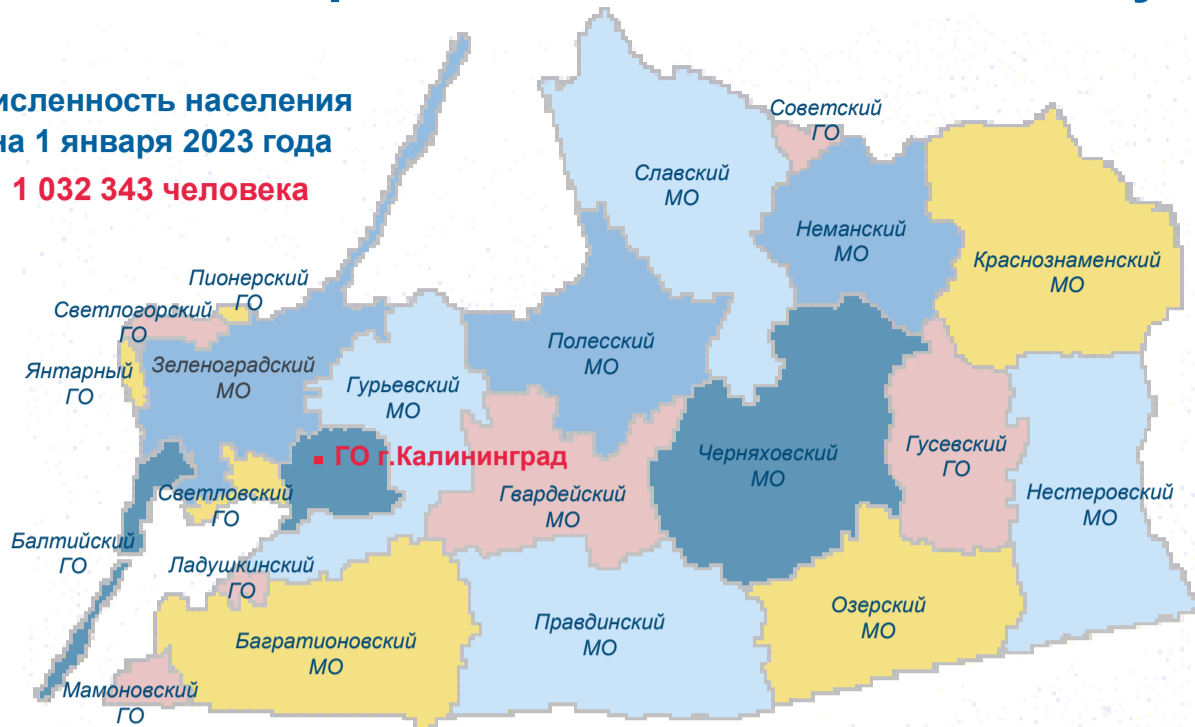 исленность населения
на 1 января 2023 года
1 032 343 человека
Советский
ГО
Славский
МО
Неманский
МО
Краснознаменский
МО
Пионерский
ГО
Светлогорский
ГО
Янтарный
ГО
Зеленоградский
МО
Гурьевский
МО
Полесский
МО
ГО г.Калининград
Черняховский
МО
Гусевский
ГО
Нестеровский
МО
Гвардейский
МО
Светловский
ГО
Балтийский
ГО
Ладушкинский
ГО
Багратионовский
МО
Правдинский
МО
Озерский
МО
Мамоновский
ГО